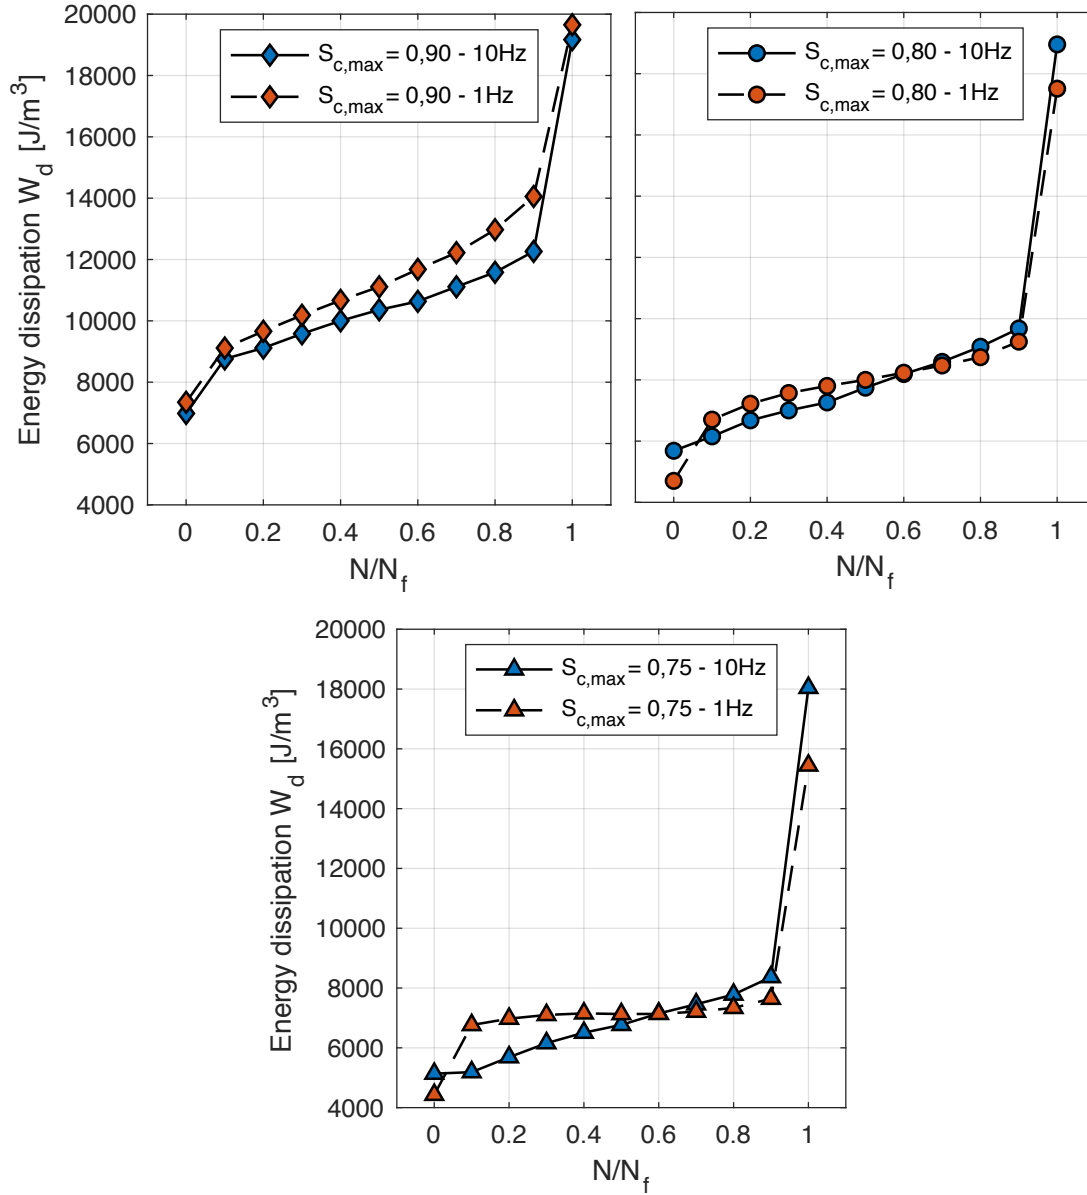 20000
18000
16000
14000
12000
10000
8000
6000
4000
Energy dissipation W_d [J/m³]
S_c,max = 0,90 - 10Hz
S_c,max = 0,90 - 1Hz
0 0.2 0.4 0.6 0.8 1
N/N_f
S_c,max = 0,80 - 10Hz
S_c,max = 0,80 - 1Hz
0 0.2 0.4 0.6 0.8 1
N/N_f
20000
18000
16000
14000
12000
10000
8000
6000
4000
Energy dissipation W_d [J/m³]
S_c,max = 0,75 - 10Hz
S_c,max = 0,75 - 1Hz
0 0.2 0.4 0.6 0.8 1
N/N_f